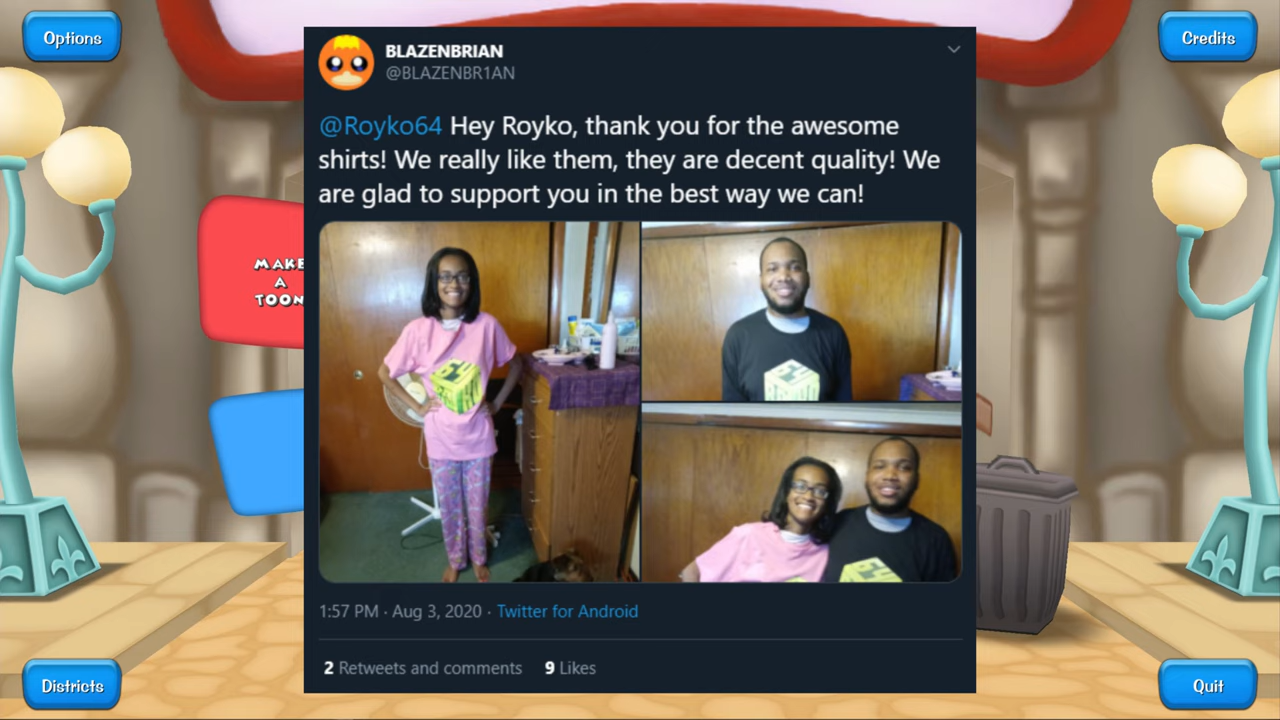 Options
Credits
BLAZENBRIAN
@BLAZENBR1AN
@Royko64 Hey Royko, thank you for the awesome
shirts! We really like them, they are decent quality! We
are glad to support you in the best way we can!
MAKE
A
TOON
1:57 PM · Aug 3, 2020 · Twitter for Android
2 Retweets and comments 9 Likes
Districts
Quit